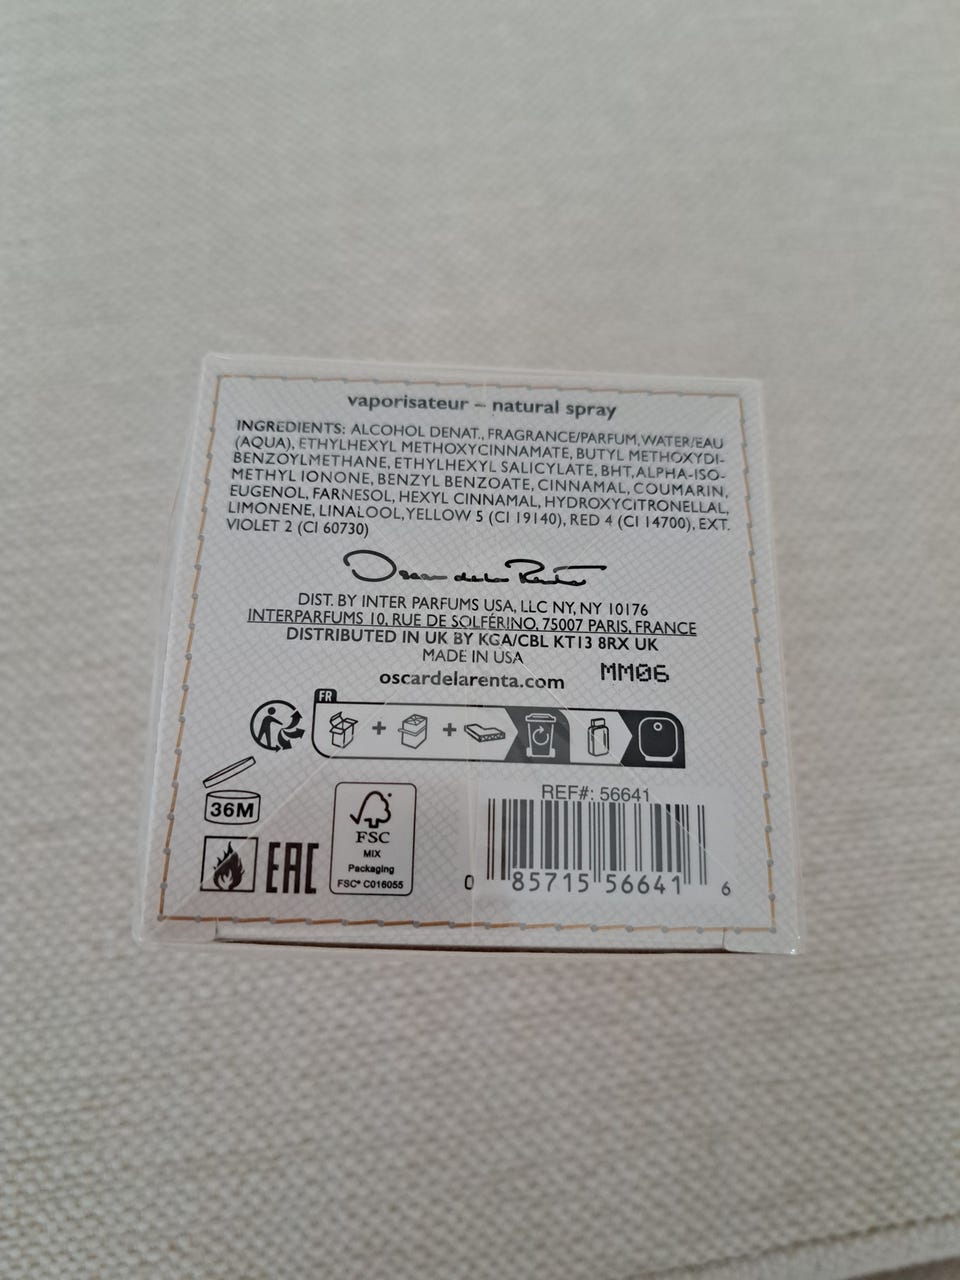 vaporisateur – natural spray
INGREDIENTS: ALCOHOL DENAT., FRAGRANCE/PARFUM, WATER/EAU
(AQUA), ETHYLHEXYL METHOXYCINNAMATE, BUTYL METHOXYDI-
BENZOYLMETHANE, ETHYLHEXYL SALICYLATE, BHT, ALPHA-ISO-
METHYL IONONE, BENZYL BENZOATE, CINNAMAL, COUMARIN,
EUGENOL, FARNESOL, HEXYL CINNAMAL, HYDROXYCITRONELLAL,
LIMONENE, LINALOOL, YELLOW 5 (CI 19140), RED 4 (CI 14700), EXT.
VIOLET 2 (CI 60730)
Oscar de la Renta
DIST. BY INTER PARFUMS USA, LLC NY, NY 10176
INTERPARFUMS 10, RUE DE SOLFÉRINO, 75007 PARIS, FRANCE
DISTRIBUTED IN UK BY KGA/CBL KT13 8RX UK
MADE IN USA
MM06
oscardelarenta.com
FR
36M
EAC
FSC
MIX
Packaging
FSC® C016055
REF#: 56641
0 85715 56641 6